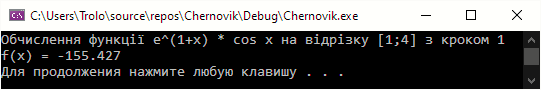 C:\Users\Trolo\source\repos\Chernovik\Debug\Chernovik.exe
Обчислення функції e^(1+x) * cos x на відрізку [1;4] з кроком 1
f(x) = -155.427
Для продолжения нажмите любую клавишу . . .